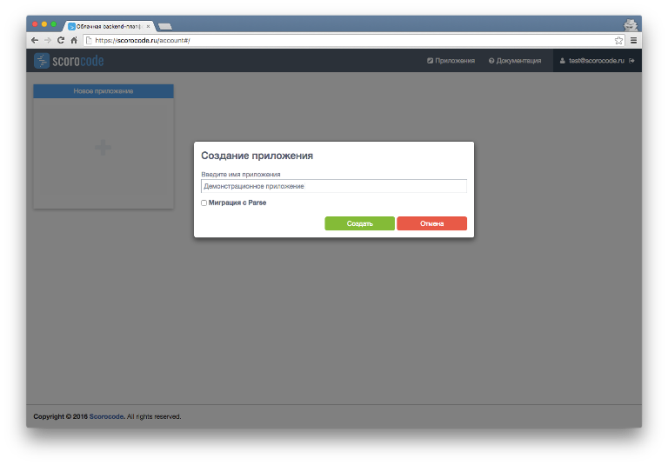 Облачная backend-плат
https://scorocode.ru/account#/
scorocode
Приложения
Документация
test@scorocode.ru
Новое приложение
Создание приложения
Введите имя приложения
Демонстрационное приложение
Миграция с Parse
Создать
Отмена
Copyright © 2016 Scorocode. All rights reserved.